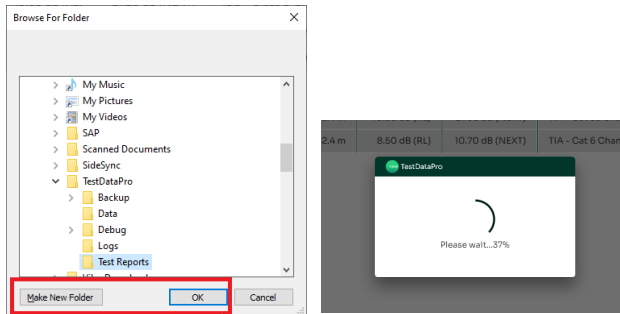 Browse For Folder
My Music
My Pictures
My Videos
SAP
Scanned Documents
SideSync
TestDataPro
Backup
Data
Debug
Logs
Test Reports
Make New Folder
OK
Cancel
2.4 m 8.50 dB (RL) 10.70 dB (NEXT) TIA - Cat 6 Chan
TestDataPro
Please wait...37%